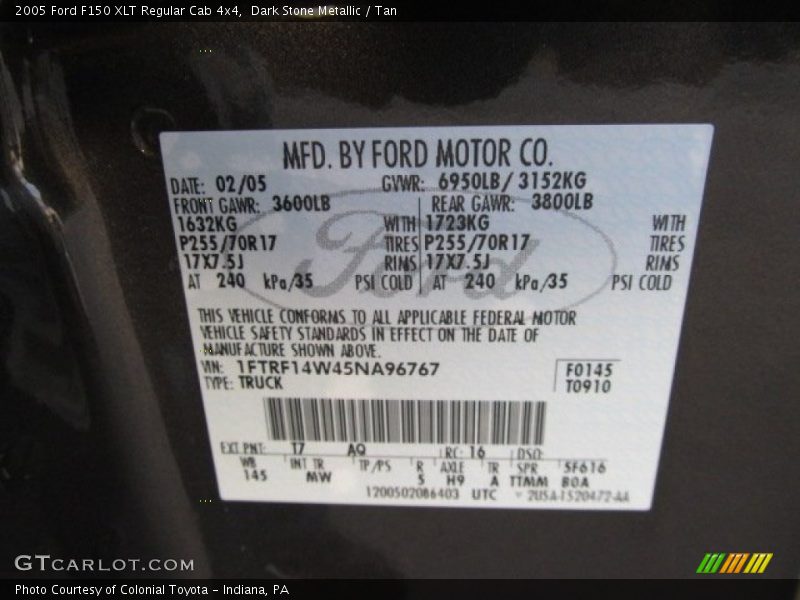 2005 Ford F150 XLT Regular Cab 4x4, Dark Stone Metallic / Tan
MFD. BY FORD MOTOR CO.
DATE: 02/05 GVWR: 6950LB/ 3152KG
FRONT GAWR: 3600LB REAR GAWR: 3800LB
1632KG WITH 1723KG WITH
P255/70R17 TIRES P255/70R17 TIRES
17X7.5J RIMS 17X7.5J RIMS
AT 240 kPa/35 PSI COLD AT 240 kPa/35 PSI COLD
Ford
THIS VEHICLE CONFORMS TO ALL APPLICABLE FEDERAL MOTOR
VEHICLE SAFETY STANDARDS IN EFFECT ON THE DATE OF
MANUFACTURE SHOWN ABOVE.
VIN: 1FTRF14W45NA96767 F0145
TYPE: TRUCK T0910
EXT PNT: T7 AQ RC: 16 DSO:
WB INT TR TP/PS R AXLE TR SPR 5F616
145 MW 5 H9 A TTMM BOA
1200502086403 UTC 2U5A-1520472-AA
GTCARLOT.COM
Photo Courtesy of Colonial Toyota - Indiana, PA